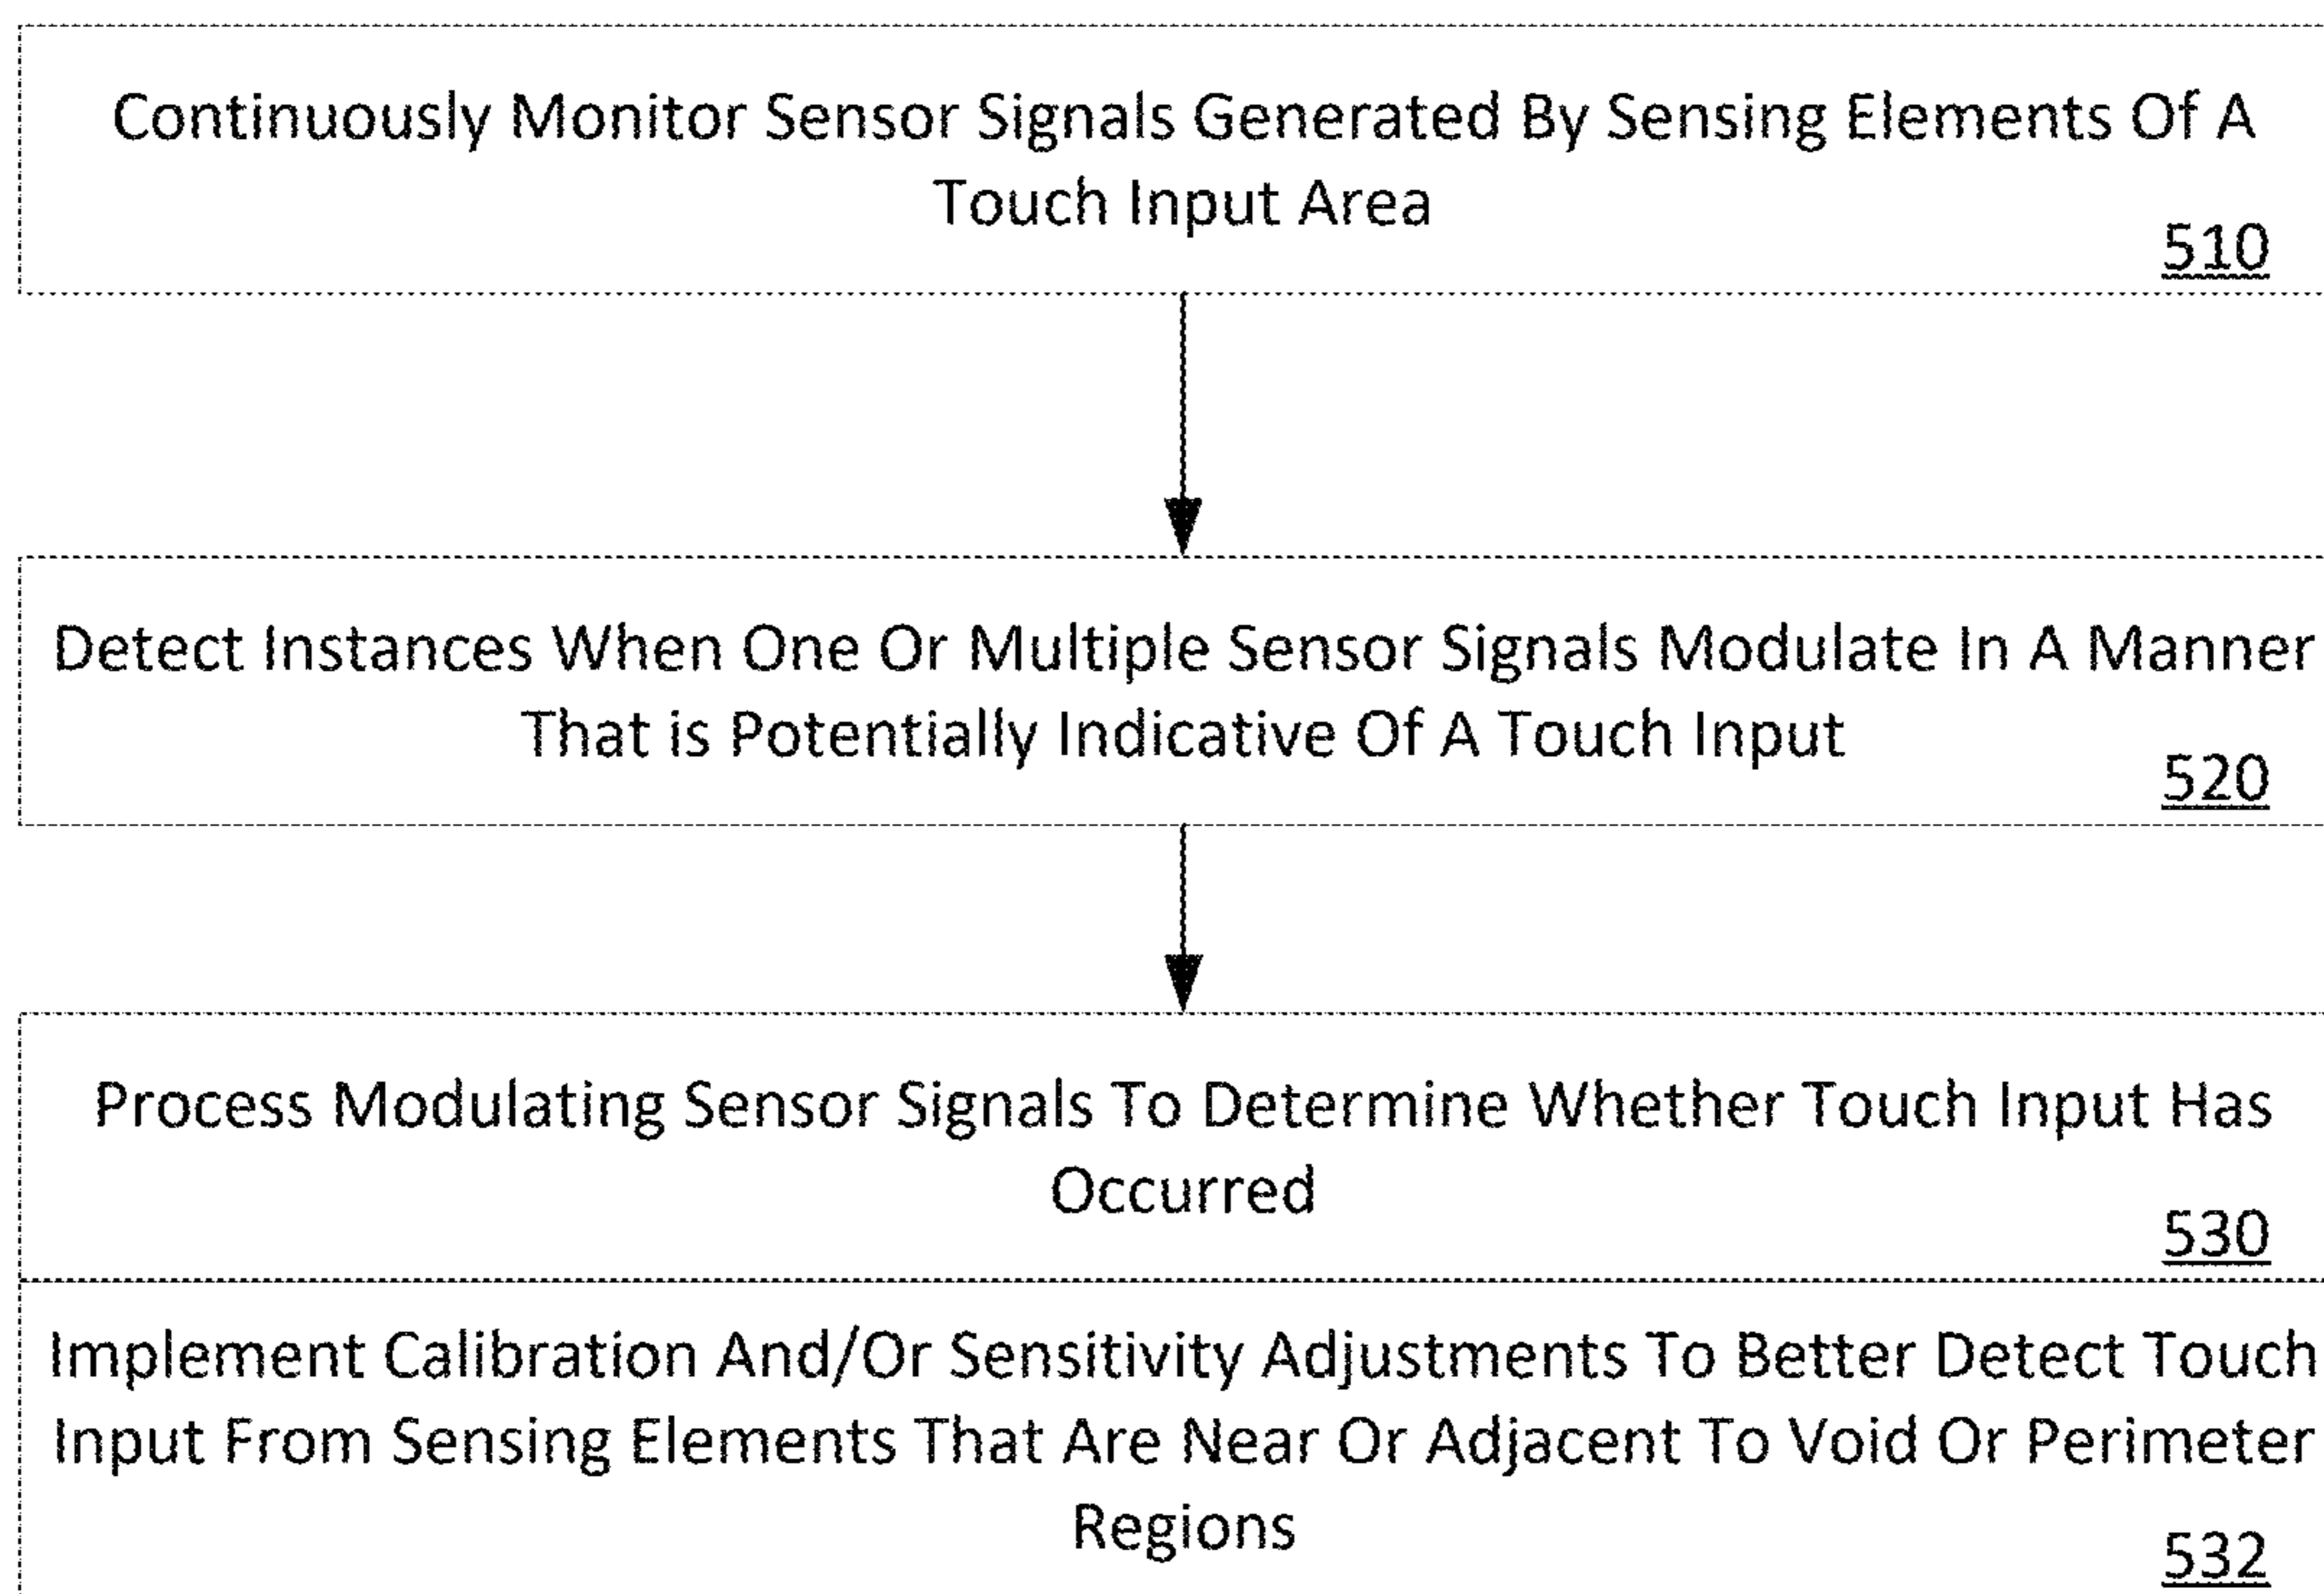 Continuously Monitor Sensor Signals Generated By Sensing Elements Of A
Touch Input Area
510
Detect Instances When One Or Multiple Sensor Signals Modulate In A Manner
That is Potentially Indicative Of A Touch Input
520
Process Modulating Sensor Signals To Determine Whether Touch Input Has
Occurred
530
Implement Calibration And/Or Sensitivity Adjustments To Better Detect Touch
Input From Sensing Elements That Are Near Or Adjacent To Void Or Perimeter
Regions
532